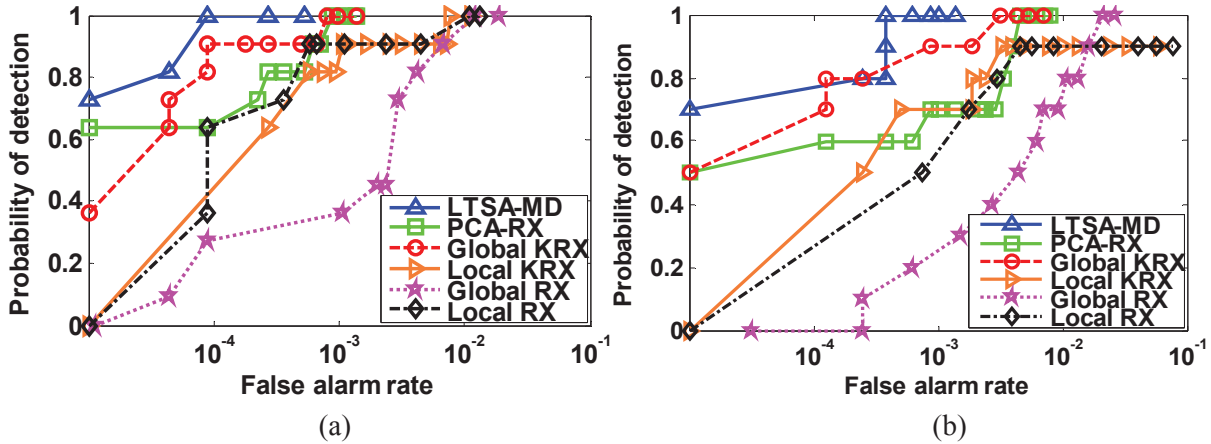 Probability of detection
1
0.8
0.6
0.4
0.2
0
10-4
10-3
10-2
10-1
False alarm rate
LTSA-MD
PCA-RX
Global KRX
Local KRX
Global RX
Local RX
(a)
Probability of detection
1
0.8
0.6
0.4
0.2
0
10-4
10-3
10-2
10-1
False alarm rate
LTSA-MD
PCA-RX
Global KRX
Local KRX
Global RX
Local RX
(b)